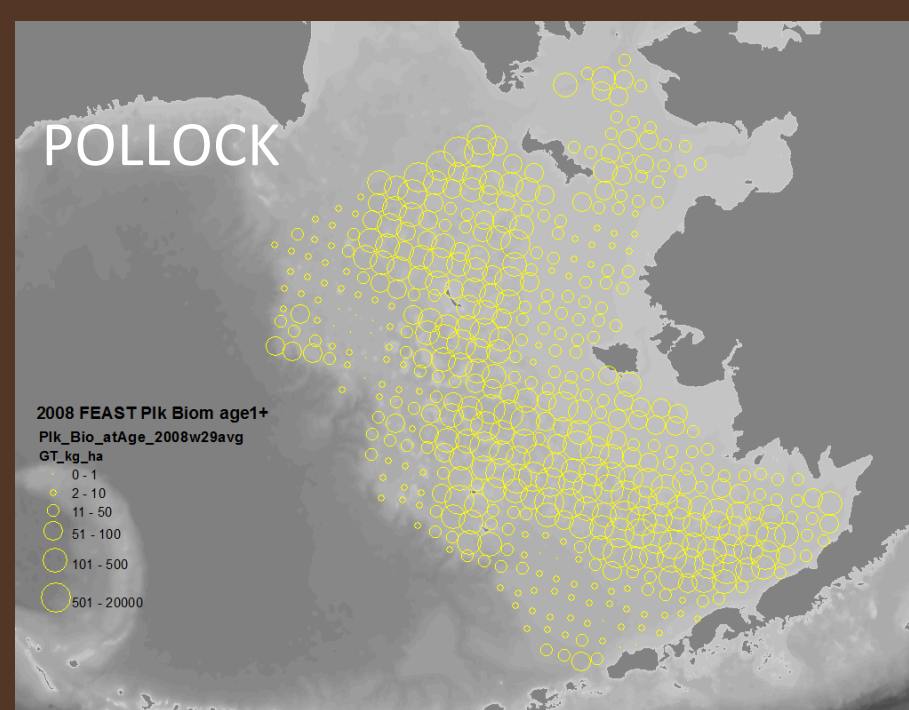 POLLOCK
2008 FEAST Plk Biom age1+
Plk_Bio_atAge_2008w29avg
GT_kg_ha
0 - 1
2 - 10
11 - 50
51 - 100
101 - 500
501 - 20000